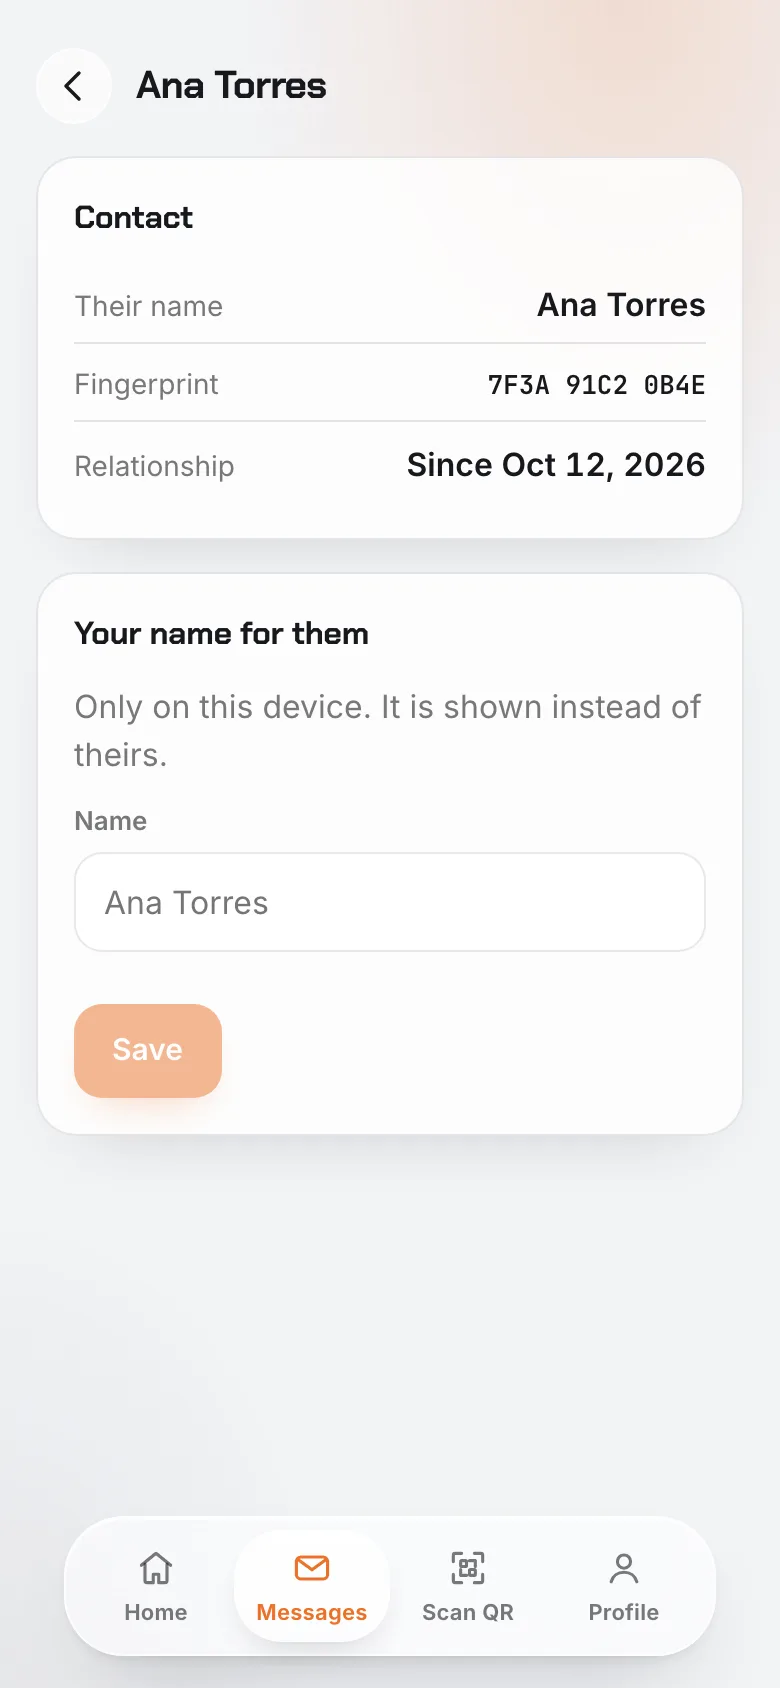 Ana Torres
Contact
Their name Ana Torres
Fingerprint 7F3A 91C2 0B4E
Relationship Since Oct 12, 2026
Your name for them
Only on this device. It is shown instead of
theirs.
Name
Ana Torres
Save
Home Messages Scan QR Profile